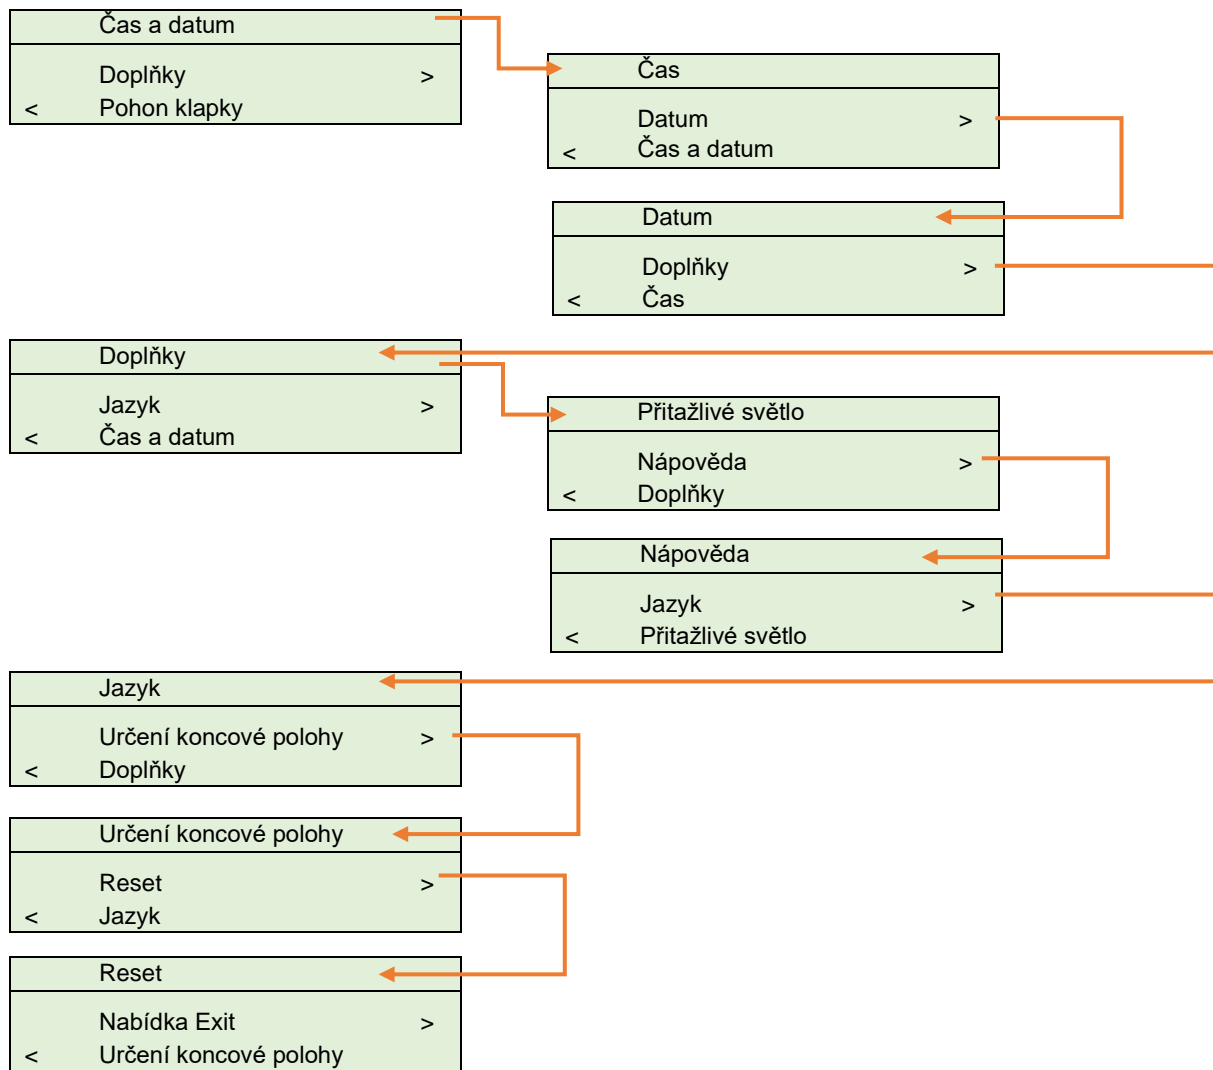 Čas a datum
Doplňky >
< Pohon klapky
Čas
Datum >
< Čas a datum
Datum
Doplňky >
< Čas
Doplňky
Jazyk >
< Čas a datum
Přitažlivé světlo
Nápověda >
< Doplňky
Nápověda
Jazyk >
< Přitažlivé světlo
Jazyk
Určení koncové polohy >
< Doplňky
Určení koncové polohy
Reset >
< Jazyk
Reset
Nabídka Exit >
< Určení koncové polohy